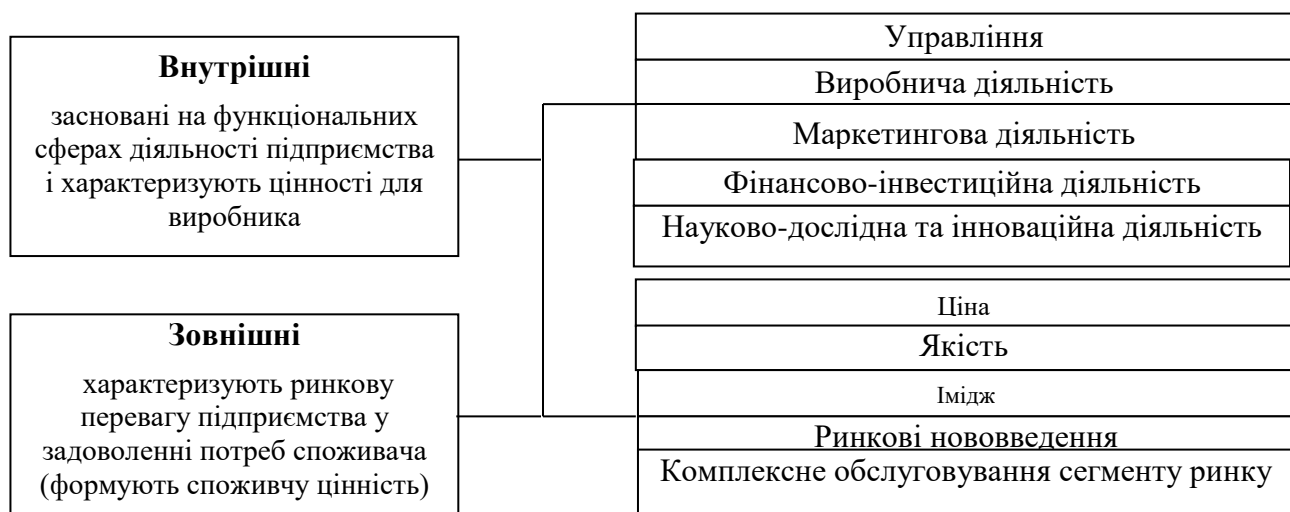 Внутрішні
засновані на функціональних
сферах діяльності підприємства
і характеризують цінності для
виробника
Управління
Виробнича діяльність
Маркетингова діяльність
Фінансово-інвестиційна діяльність
Науково-дослідна та інноваційна діяльність
Зовнішні
характеризують ринкову
перевагу підприємства у
задоволенні потреб споживача
(формують споживчу цінність)
Ціна
Якість
Імідж
Ринкові нововведення
Комплексне обслуговування сегменту ринку